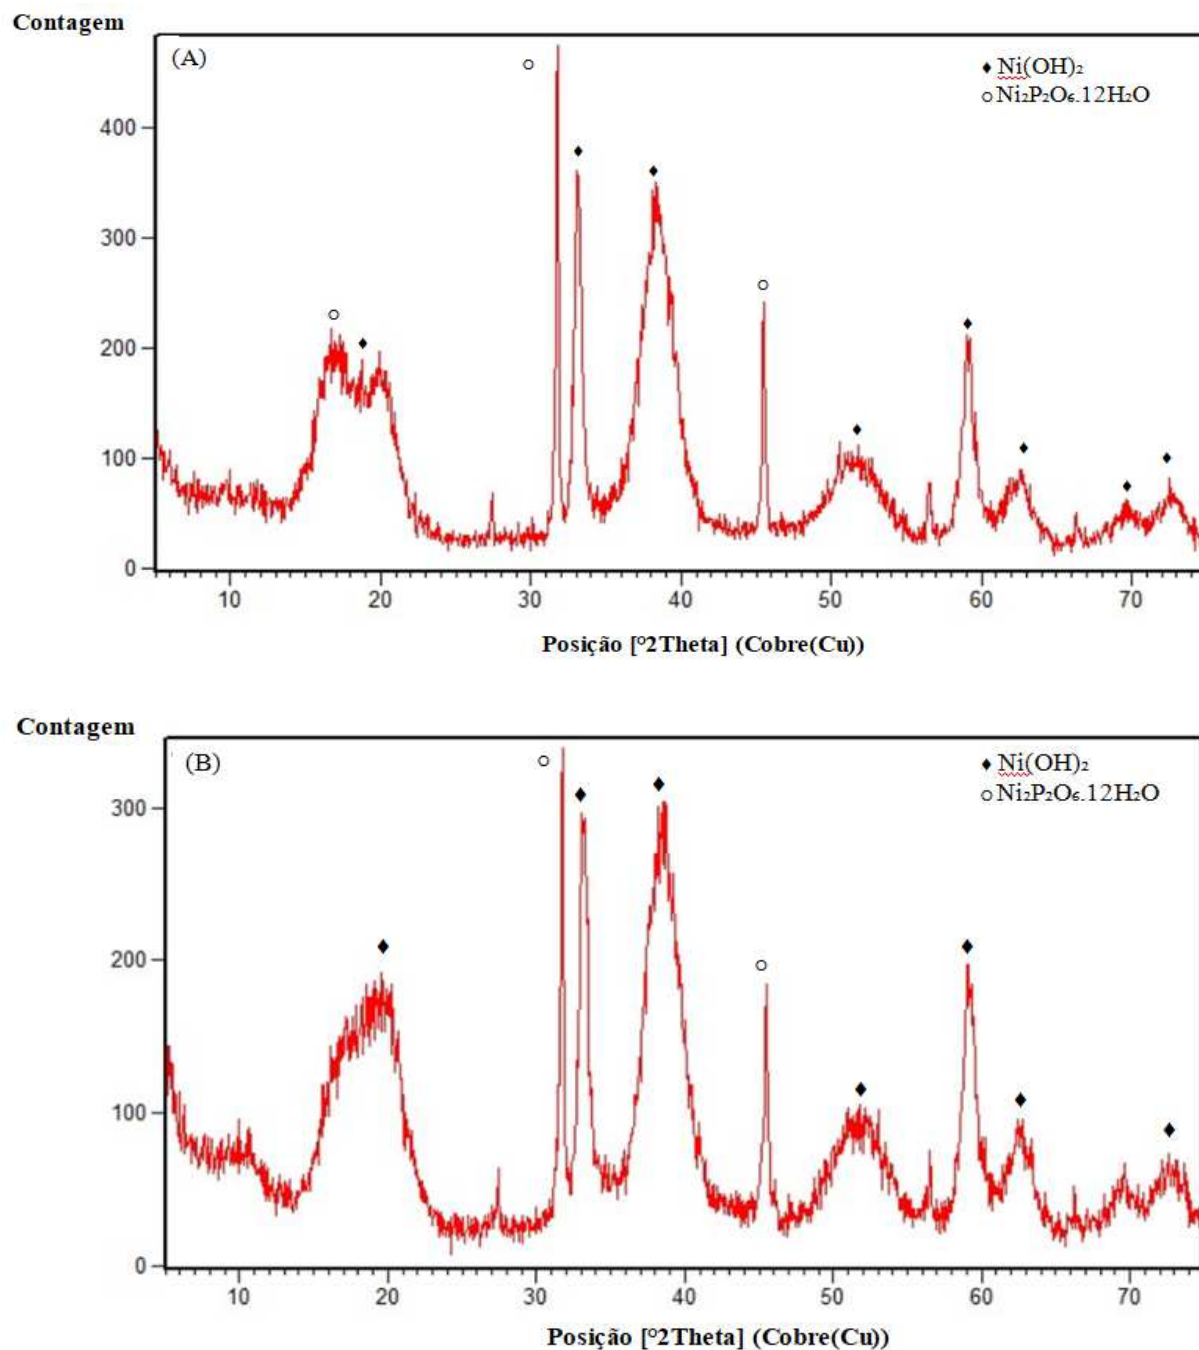 Contagem
(A)
♦ Ni(OH)₂
○ Ni₂P₂O₆.12H₂O
400
300
200
100
0
10 20 30 40 50 60 70
Posição [°2Theta] (Cobre(Cu))
Contagem
(B)
♦ Ni(OH)₂
○ Ni₂P₂O₆.12H₂O
300
200
100
0
10 20 30 40 50 60 70
Posição [°2Theta] (Cobre(Cu))